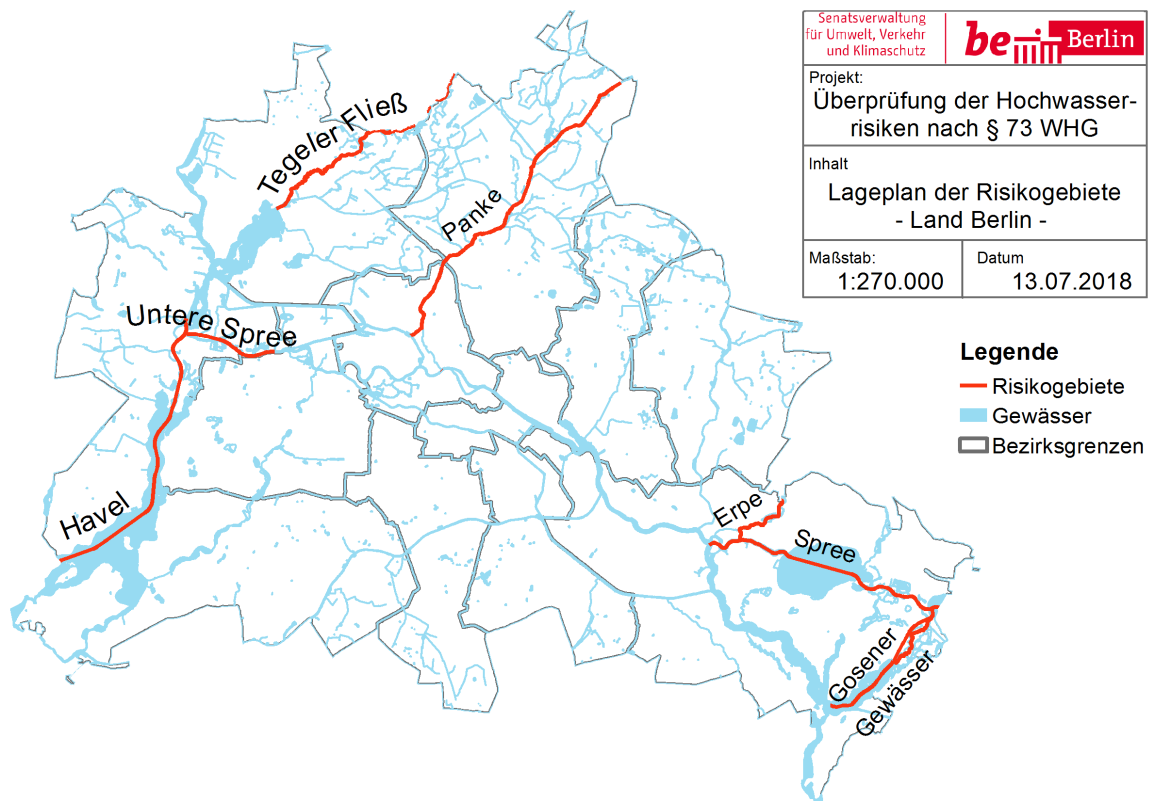 Senatsverwaltung
für Umwelt, Verkehr
und Klimaschutz
be Berlin
Projekt:
Überprüfung der Hochwasser-
risiken nach § 73 WHG
Inhalt
Lageplan der Risikogebiete
- Land Berlin -
Maßstab:
1:270.000
Datum
13.07.2018
Legende
Risikogebiete
Gewässer
Bezirksgrenzen
Tegeler Fließ
Panke
Untere Spree
Havel
Erpe
Spree
Gosener
Gewässer